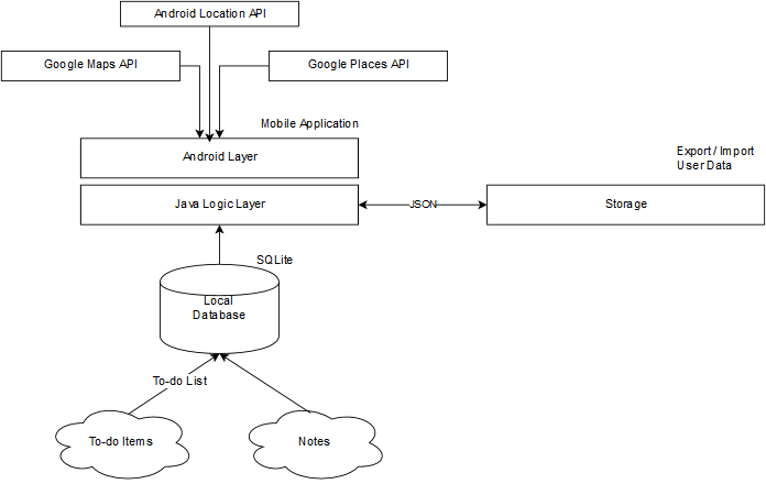 Android Location API
Google Maps API
Google Places API
Mobile Application
Android Layer
Export / Import
User Data
Java Logic Layer
JSON
Storage
SQLite
Local
Database
To-do List
To-do Items
Notes